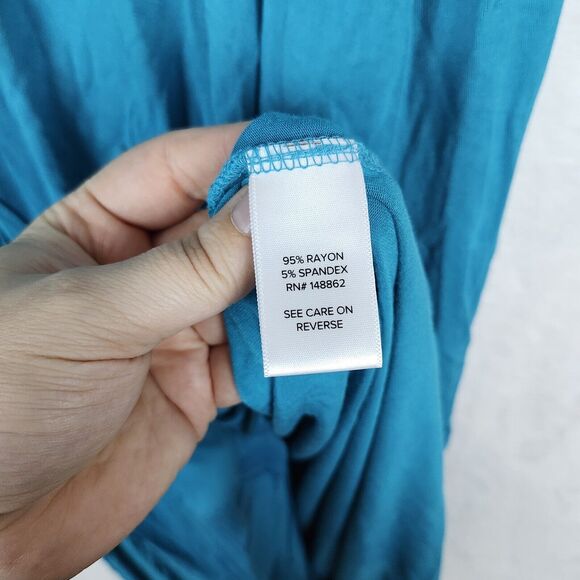 95% RAYON
5% SPANDEX
RN# 148862
SEE CARE ON
REVERSE